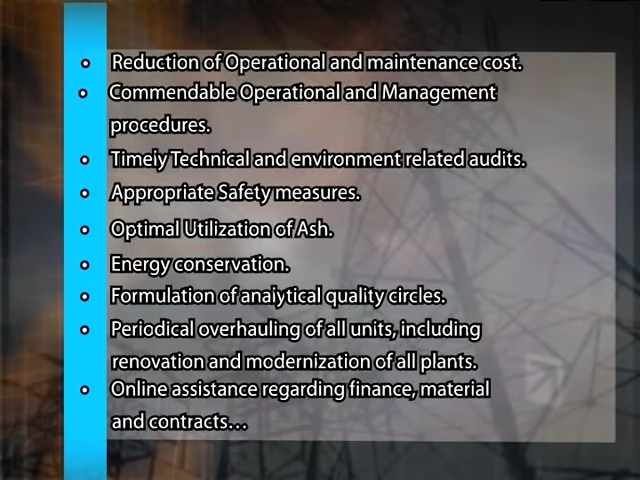 Reduction of Operational and maintenance cost.
Commendable Operational and Management
procedures.
Timely Technical and environment related audits.
Appropriate Safety measures.
Optimal Utilization of Ash.
Energy conservation.
Formulation of analytical quality circles.
Periodical overhauling of all units, including
renovation and modernization of all plants.
Online assistance regarding finance, material
and contracts...